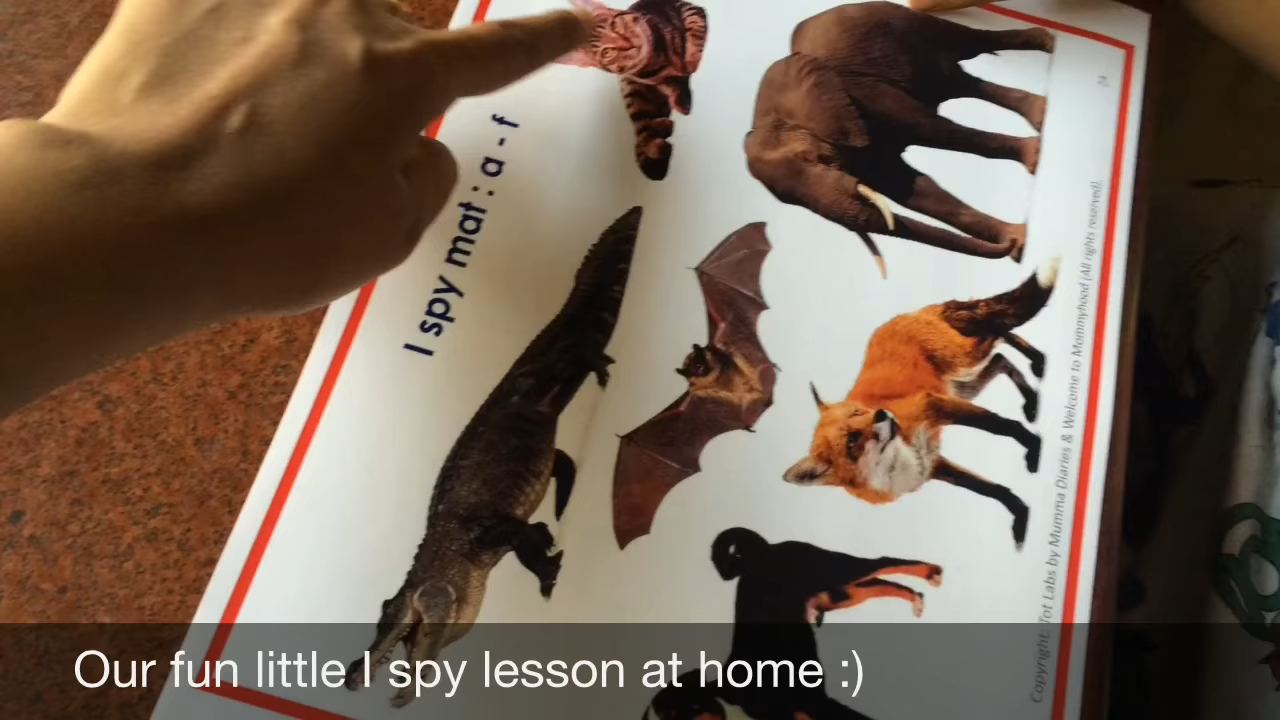 I spy mat : a - f
24
Copyright: Tot Labs by Mumma Diaries & Welcome to Mommyhood (All rights reserved).
Our fun little I spy lesson at home :)